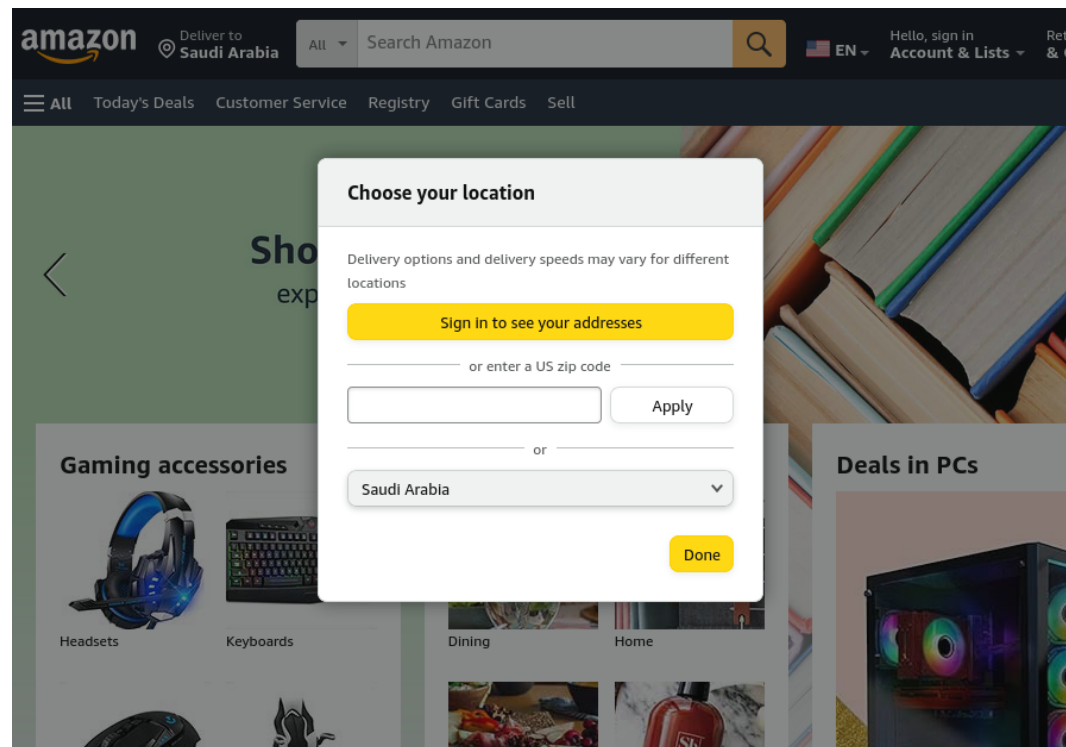 amazon
Deliver to
Saudi Arabia
All
Search Amazon
EN
Hello, sign in
Account & Lists
Ret
&
All
Today's Deals
Customer Service
Registry
Gift Cards
Sell
Choose your location
Sho
exp
Delivery options and delivery speeds may vary for different
locations
Sign in to see your addresses
or enter a US zip code
Apply
or
Saudi Arabia
Done
Gaming accessories
Headsets
Keyboards
Dining
Home
Deals in PCs